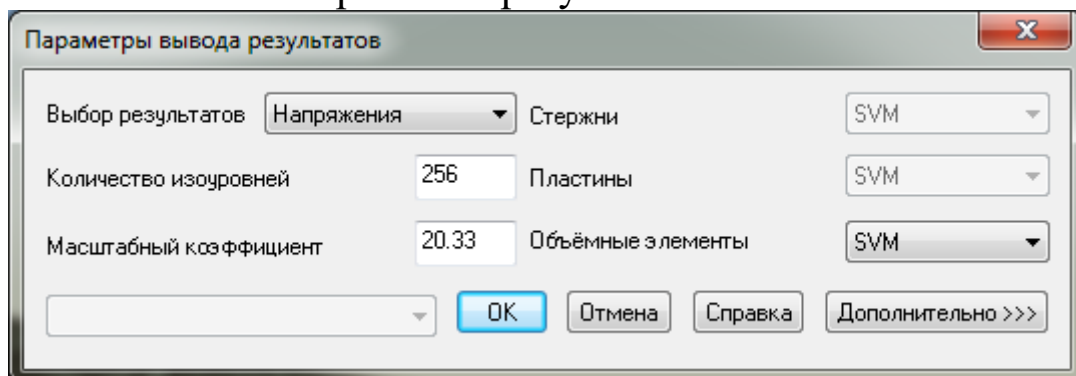 Параметры вывода результатов
Выбор результатов Напряжения Стержни SVM
Количество изоуровней 256 Пластины SVM
Масштабный коэффициент 20.33 Объёмные элементы SVM
OK Отмена Справка Дополнительно >>>